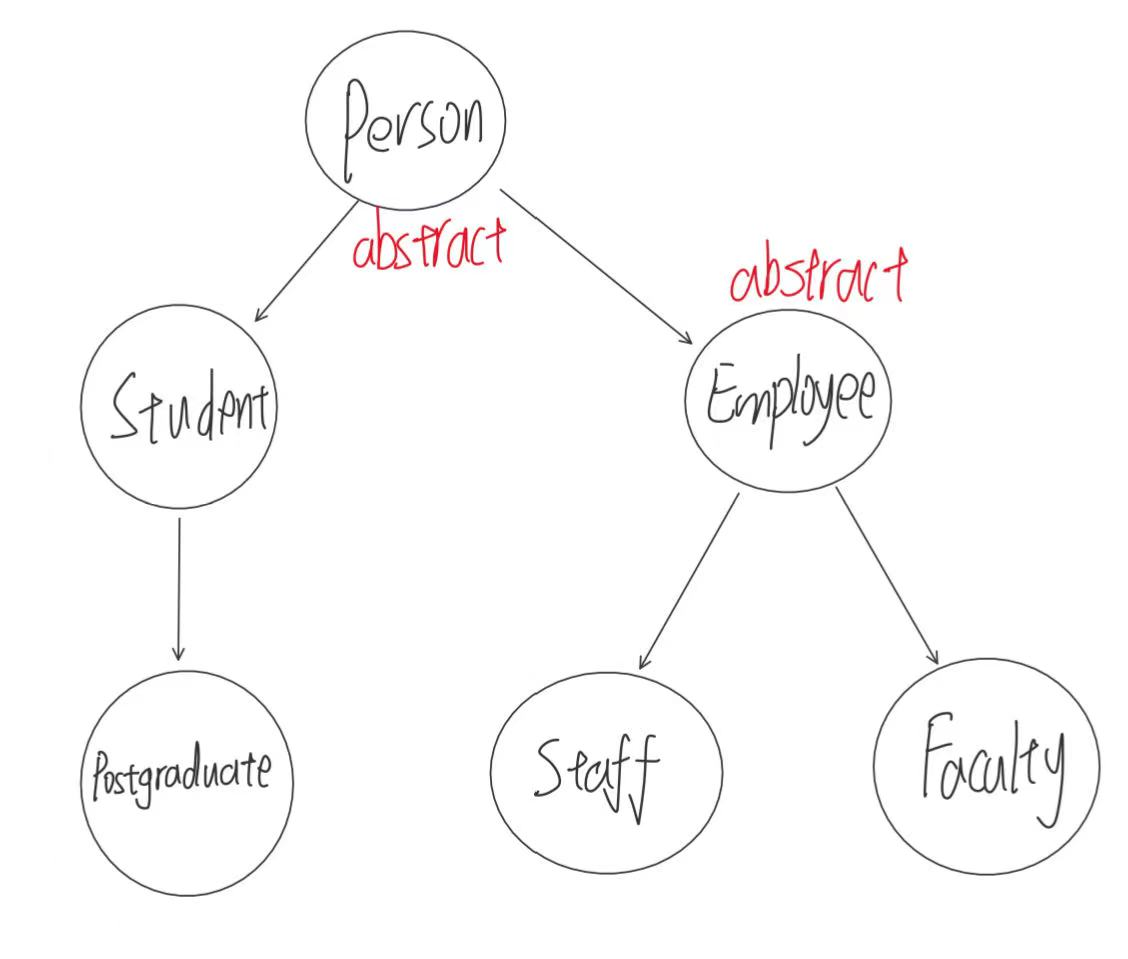 Person
abstract
abstract
Student
Employee
Postgraduate
Staff
Faculty